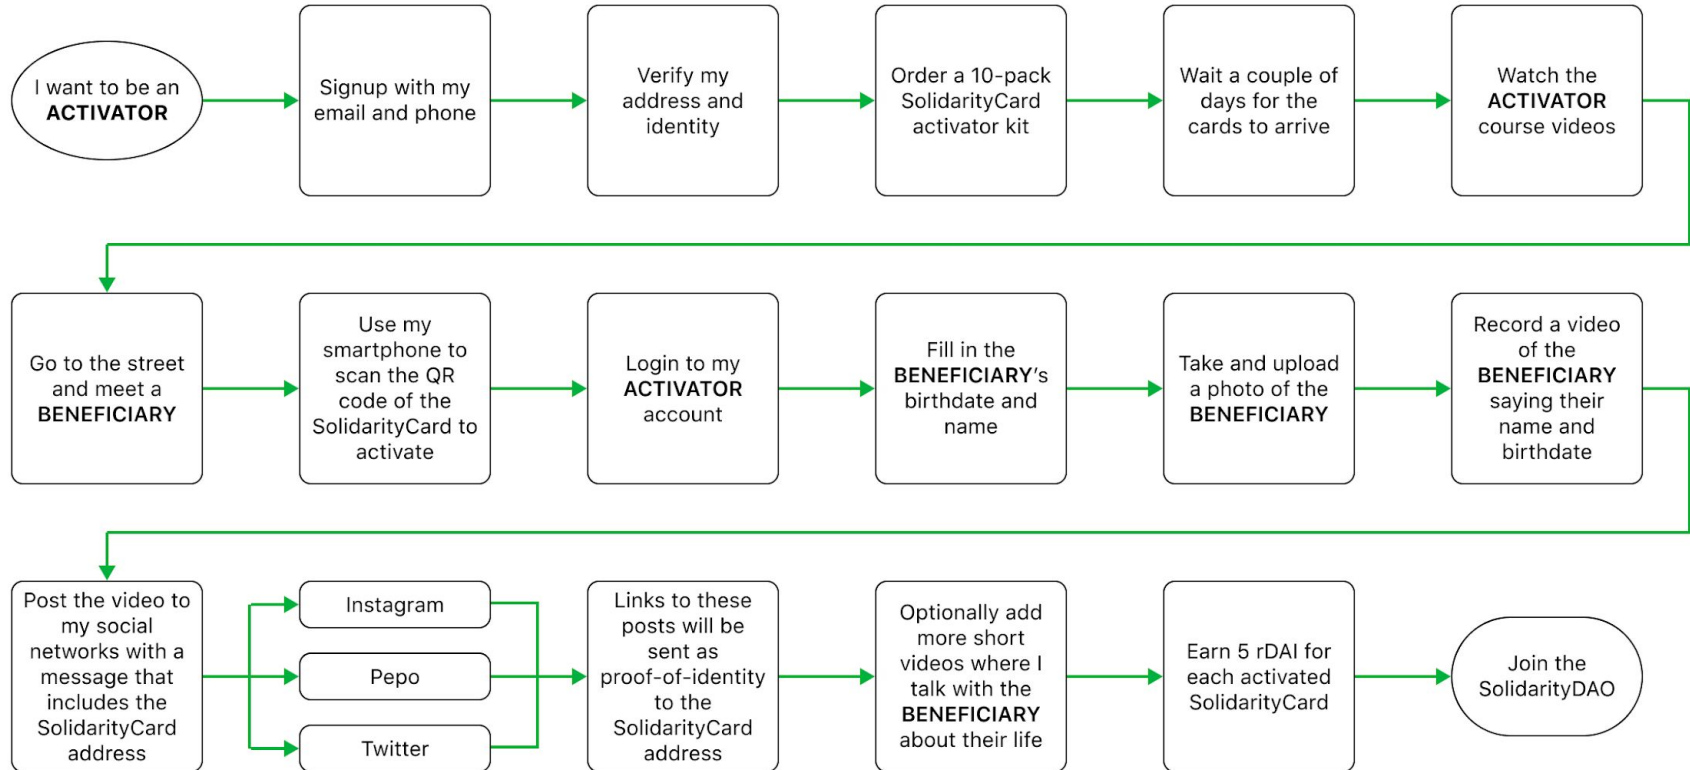 I want to be an
ACTIVATOR
Signup with my
email and phone
Verify my
address and
identity
Order a 10-pack
SolidarityCard
activator kit
Wait a couple of
days for the
cards to arrive
Watch the
ACTIVATOR
course videos
Go to the street
and meet a
BENEFICIARY
Use my
smartphone to
scan the QR
code of the
SolidarityCard to
activate
Login to my
ACTIVATOR
account
Fill in the
BENEFICIARY's
birthdate and
name
Take and upload
a photo of the
BENEFICIARY
Record a video
of the
BENEFICIARY
saying their
name and
birthdate
Post the video to
my social
networks with a
message that
includes the
SolidarityCard
address
Instagram
Pepo
Twitter
Links to these
posts will be
sent as
proof-of-identity
to the
SolidarityCard
address
Optionally add
more short
videos where I
talk with the
BENEFICIARY
about their life
Earn 5 rDAI for
each activated
SolidarityCard
Join the
SolidarityDAO